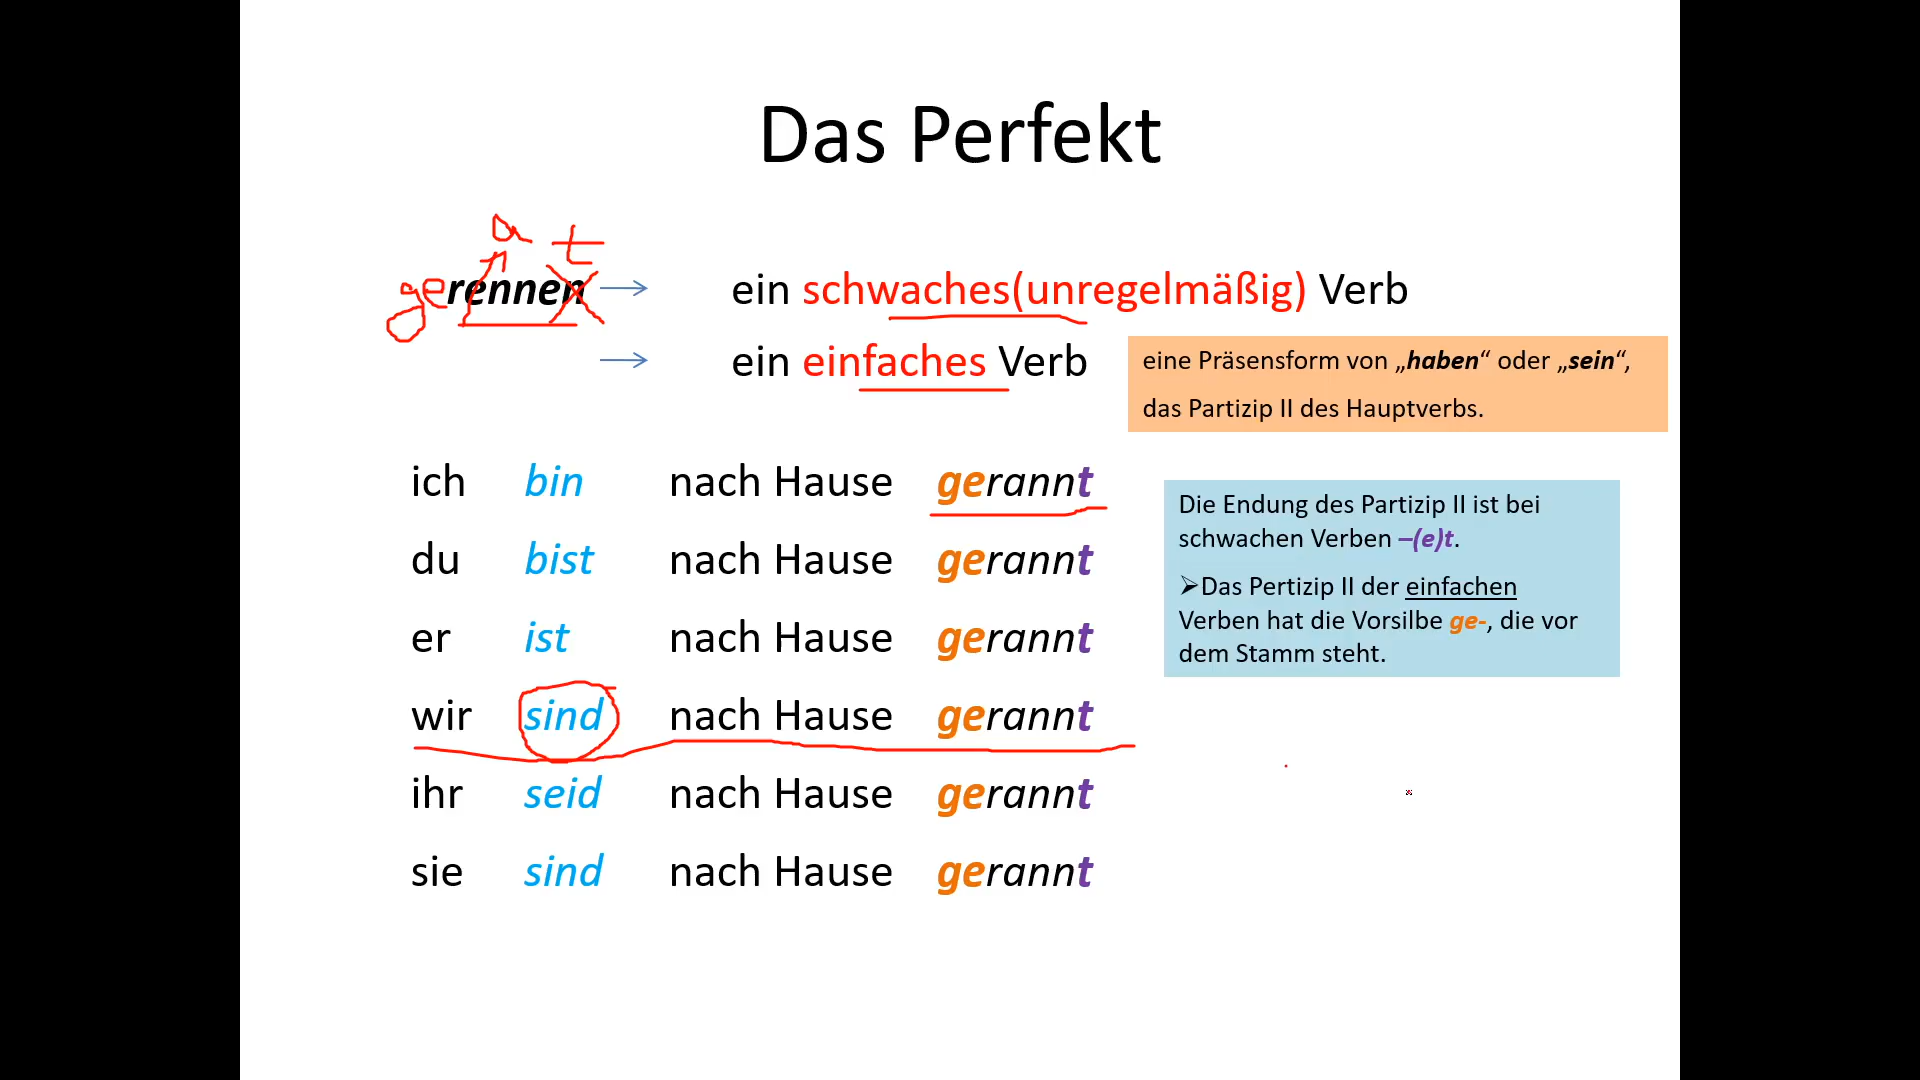 Das Perfekt
a t
ge rennen ein schwaches(unregelmäßig) Verb
ein einfaches Verb
eine Präsensform von „haben“ oder „sein“,
das Partizip II des Hauptverbs.
ich bin nach Hause gerannt
du bist nach Hause gerannt
er ist nach Hause gerannt
wir sind nach Hause gerannt
ihr seid nach Hause gerannt
sie sind nach Hause gerannt
Die Endung des Partizip II ist bei
schwachen Verben –(e)t.
➢Das Pertizip II der einfachen
Verben hat die Vorsilbe ge-, die vor
dem Stamm steht.